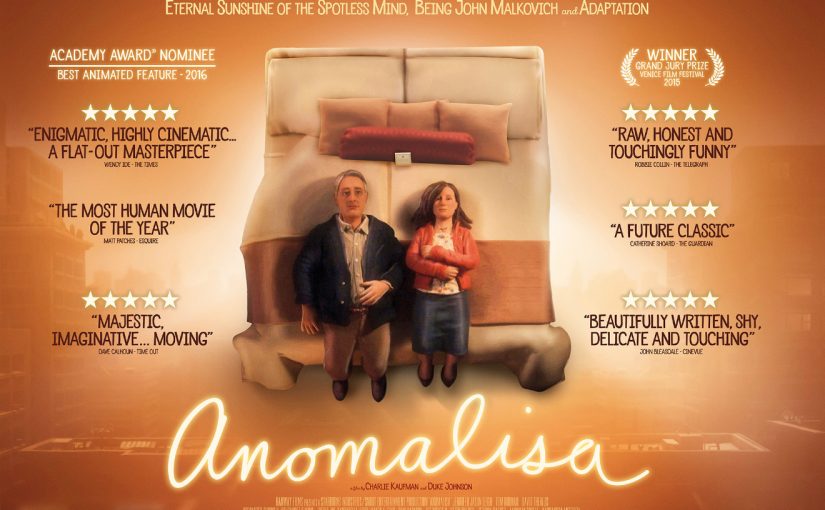 Eternal Sunshine of the Spotless Mind, Being John Malkovich and Adaptation
ACADEMY AWARD® NOMINEE
BEST ANIMATED FEATURE - 2016
“ENIGMATIC, HIGHLY CINEMATIC...
A FLAT-OUT MASTERPIECE”
WENDY IDE - THE TIMES
“THE MOST HUMAN MOVIE
OF THE YEAR”
MATT PATCHES - ESQUIRE
“MAJESTIC,
IMAGINATIVE... MOVING”
DAVE CALHOUN - TIME OUT
WINNER
GRAND JURY PRIZE
VENICE FILM FESTIVAL
2015
“RAW, HONEST AND
TOUCHINGLY FUNNY”
ROBBIE COLLIN - THE TELEGRAPH
“A FUTURE CLASSIC”
CATHERINE SHOARD - THE GUARDIAN
“BEAUTIFULLY WRITTEN, SHY,
DELICATE AND TOUCHING”
JOHN BLEASDALE - CINEVUE
anomalisa
a film by CHARLIE KAUFMAN and DUKE JOHNSON